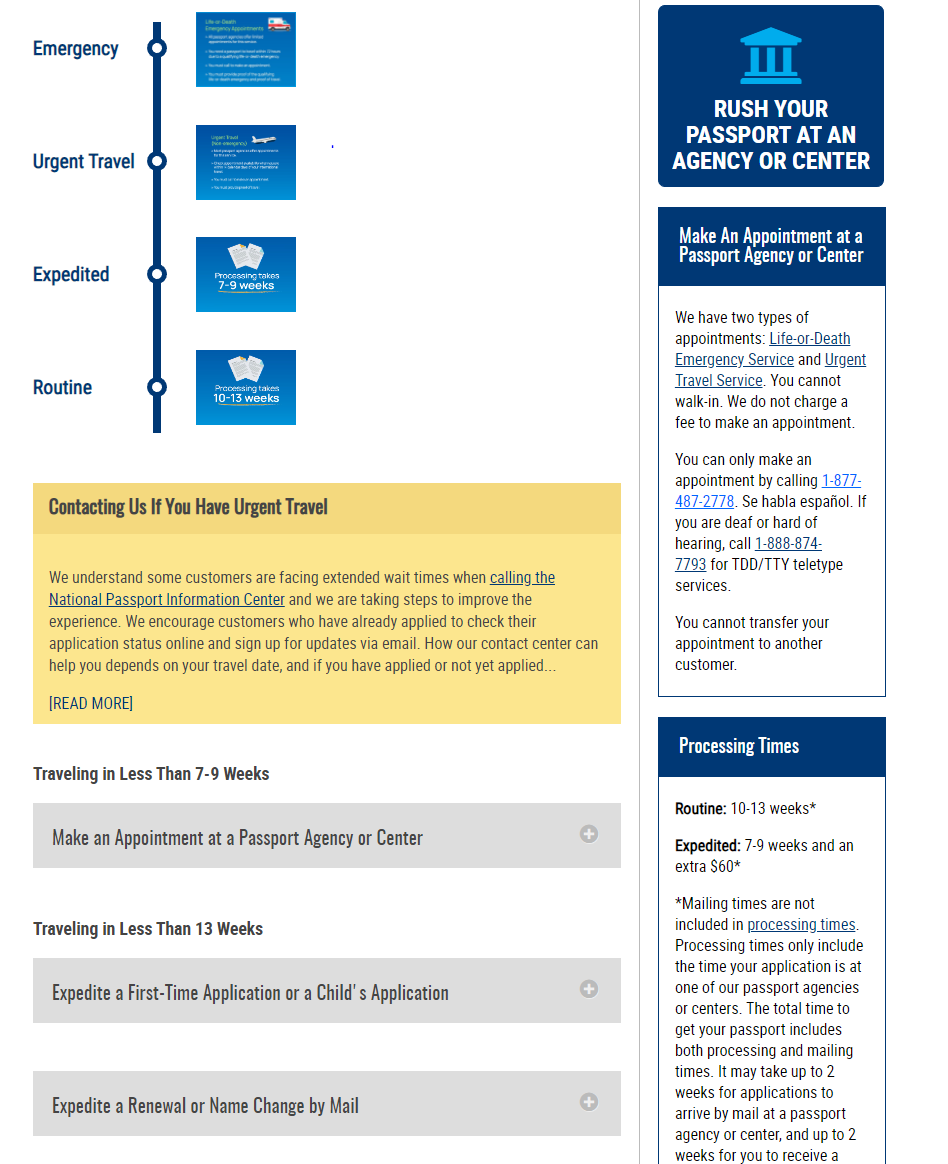 Emergency
Life-or-Death
Emergency Appointments
Urgent Travel
Urgent Travel
(Non-emergency)
Expedited
Processing takes
7-9 weeks
Routine
Processing takes
10-13 weeks
Contacting Us If You Have Urgent Travel
We understand some customers are facing extended wait times when calling the
National Passport Information Center and we are taking steps to improve the
experience. We encourage customers who have already applied to check their
application status online and sign up for updates via email. How our contact center can
help you depends on your travel date, and if you have applied or not yet applied...
[READ MORE]
Traveling in Less Than 7-9 Weeks
Make an Appointment at a Passport Agency or Center
Traveling in Less Than 13 Weeks
Expedite a First-Time Application or a Child's Application
Expedite a Renewal or Name Change by Mail
RUSH YOUR
PASSPORT AT AN
AGENCY OR CENTER
Make An Appointment at a
Passport Agency or Center
We have two types of
appointments: Life-or-Death
Emergency Service and Urgent
Travel Service. You cannot
walk-in. We do not charge a
fee to make an appointment.
You can only make an
appointment by calling 1-877-
487-2778. Se habla español. If
you are deaf or hard of
hearing, call 1-888-874-
7793 for TDD/TTY teletype
services.
You cannot transfer your
appointment to another
customer.
Processing Times
Routine: 10-13 weeks*
Expedited: 7-9 weeks and an
extra $60*
*Mailing times are not
included in processing times.
Processing times only include
the time your application is at
one of our passport agencies
or centers. The total time to
get your passport includes
both processing and mailing
times. It may take up to 2
weeks for applications to
arrive by mail at a passport
agency or center, and up to 2
weeks for you to receive a